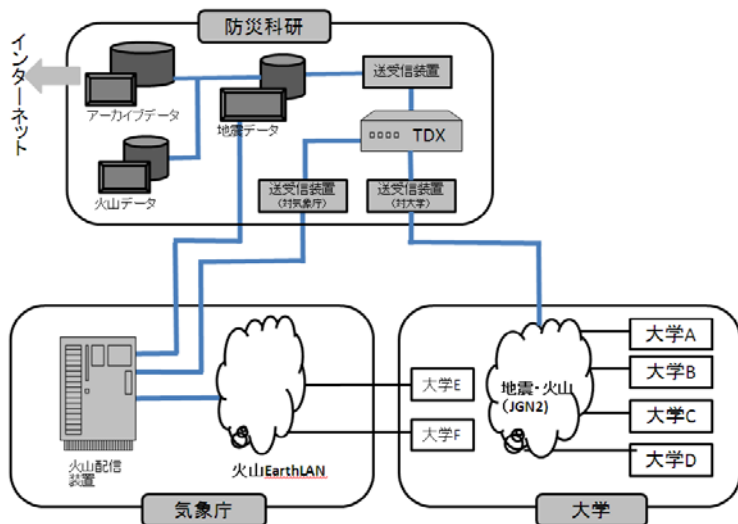 防災科研
インターネット
アーカイブデータ
地震データ
送受信装置
TDX
火山データ
送受信装置
(対気象庁)
送受信装置
(対大学)
火山配信
装置
火山EarthLAN
気象庁
大学E
大学F
地震・火山
(JGN2)
大学A
大学B
大学C
大学D
大学